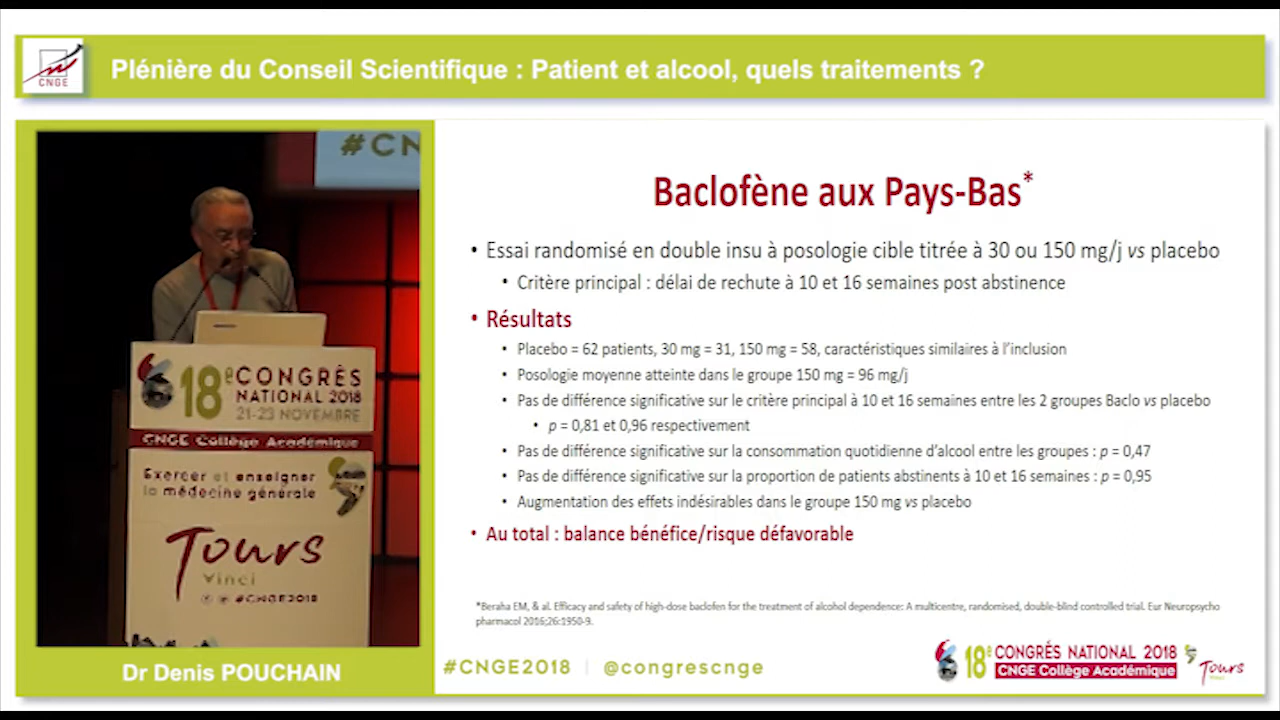 CNGE
Plénière du Conseil Scientifique : Patient et alcool, quels traitements ?
#CN
18e CONGRÈS
NATIONAL 2018
21-23 NOVEMBRE
CNGE Collège Académique
Exercer et enseigner
la médecine générale
Tours
Vinci
#CNGE2018
Dr Denis POUCHAIN
Baclofène aux Pays-Bas*
• Essai randomisé en double insu à posologie cible titrée à 30 ou 150 mg/j vs placebo
• Critère principal : délai de rechute à 10 et 16 semaines post abstinence
• Résultats
• Placebo = 62 patients, 30 mg = 31, 150 mg = 58, caractéristiques similaires à l'inclusion
• Posologie moyenne atteinte dans le groupe 150 mg = 96 mg/j
• Pas de différence significative sur le critère principal à 10 et 16 semaines entre les 2 groupes Baclo vs placebo
• p = 0,81 et 0,96 respectivement
• Pas de différence significative sur la consommation quotidienne d'alcool entre les groupes : p = 0,47
• Pas de différence significative sur la proportion de patients abstinents à 10 et 16 semaines : p = 0,95
• Augmentation des effets indésirables dans le groupe 150 mg vs placebo
• Au total : balance bénéfice/risque défavorable
*Beraha EM, & al. Efficacy and safety of high-dose baclofen for the treatment of alcohol dependence: A multicentre, randomised, double-blind controlled trial. Eur Neuropsycho
pharmacol 2016;26:1950-9.
#CNGE2018 | @congrescnge
18e CONGRÈS NATIONAL 2018
CNGE Collège Académique
Tours
Vinci